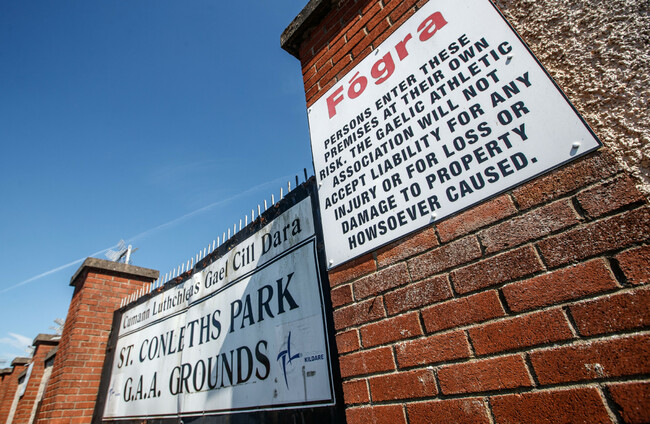 Fógra
PERSONS ENTER THESE
PREMISES AT THEIR OWN
RISK. THE GAELIC ATHLETIC
ASSOCIATION WILL NOT
ACCEPT LIABILITY FOR ANY
INJURY OR FOR LOSS OR
DAMAGE TO PROPERTY
HOWSOEVER CAUSED.
Cumann Luthchleas Gael Cill Dara
ST. CONLETHS PARK
G.A.A. GROUNDS
KILDARE